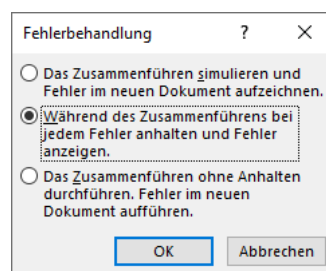 Fehlerbehandlung ? ×
Das Zusammenführen simulieren und
Fehler im neuen Dokument aufzeichnen.
Während des Zusammenführens bei
jedem Fehler anhalten und Fehler
anzeigen.
Das Zusammenführen ohne Anhalten
durchführen. Fehler im neuen
Dokument aufführen.
OK Abbrechen